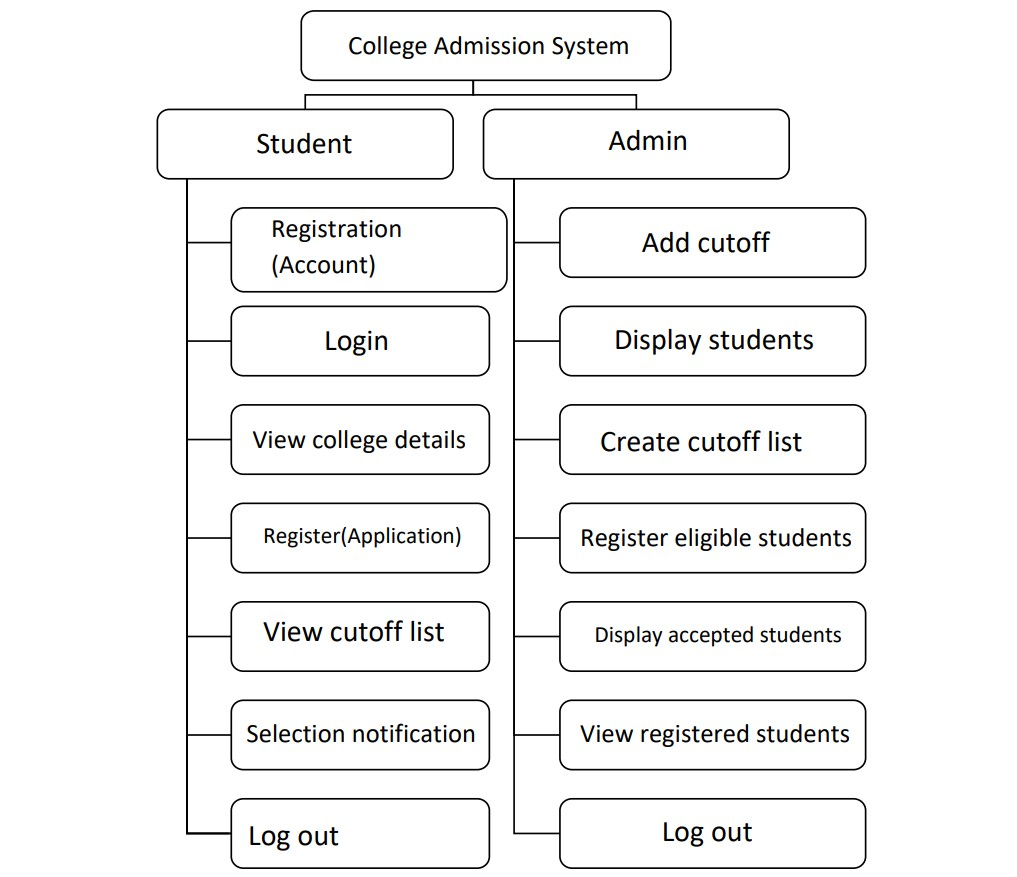 College Admission System
Student
Admin
Registration
(Account)
Login
View college details
Register(Application)
View cutoff list
Selection notification
Log out
Add cutoff
Display students
Create cutoff list
Register eligible students
Display accepted students
View registered students
Log out